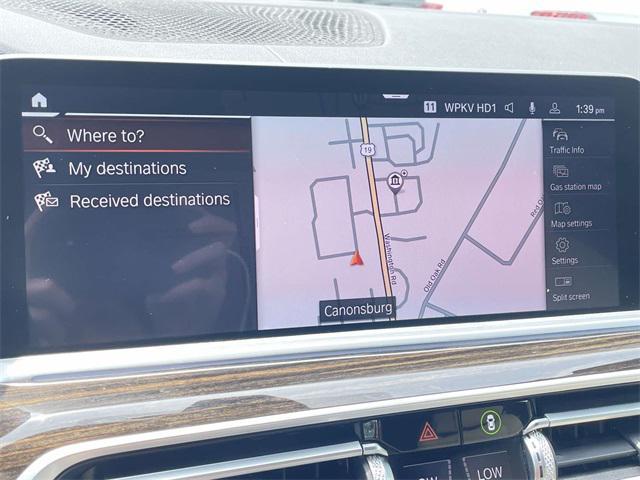 11 WPKV HD1 1:39 pm
Where to?
My destinations
Received destinations
19
Washington Rd
Old Oak Rd
Canonsburg
Traffic Info
Gas station map
Map settings
Settings
Split screen
LOW